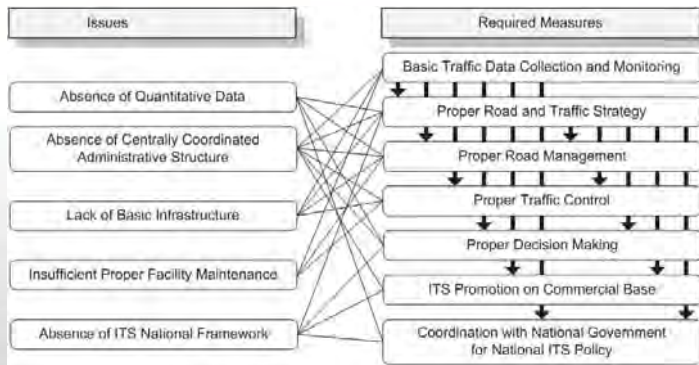 Issues
Required Measures
Absence of Quantitative Data
Absence of Centrally Coordinated
Administrative Structure
Lack of Basic Infrastructure
Insufficient Proper Facility Maintenance
Absence of ITS National Framework
Basic Traffic Data Collection and Monitoring
Proper Road and Traffic Strategy
Proper Road Management
Proper Traffic Control
Proper Decision Making
ITS Promotion on Commercial Base
Coordination with National Government
for National ITS Policy